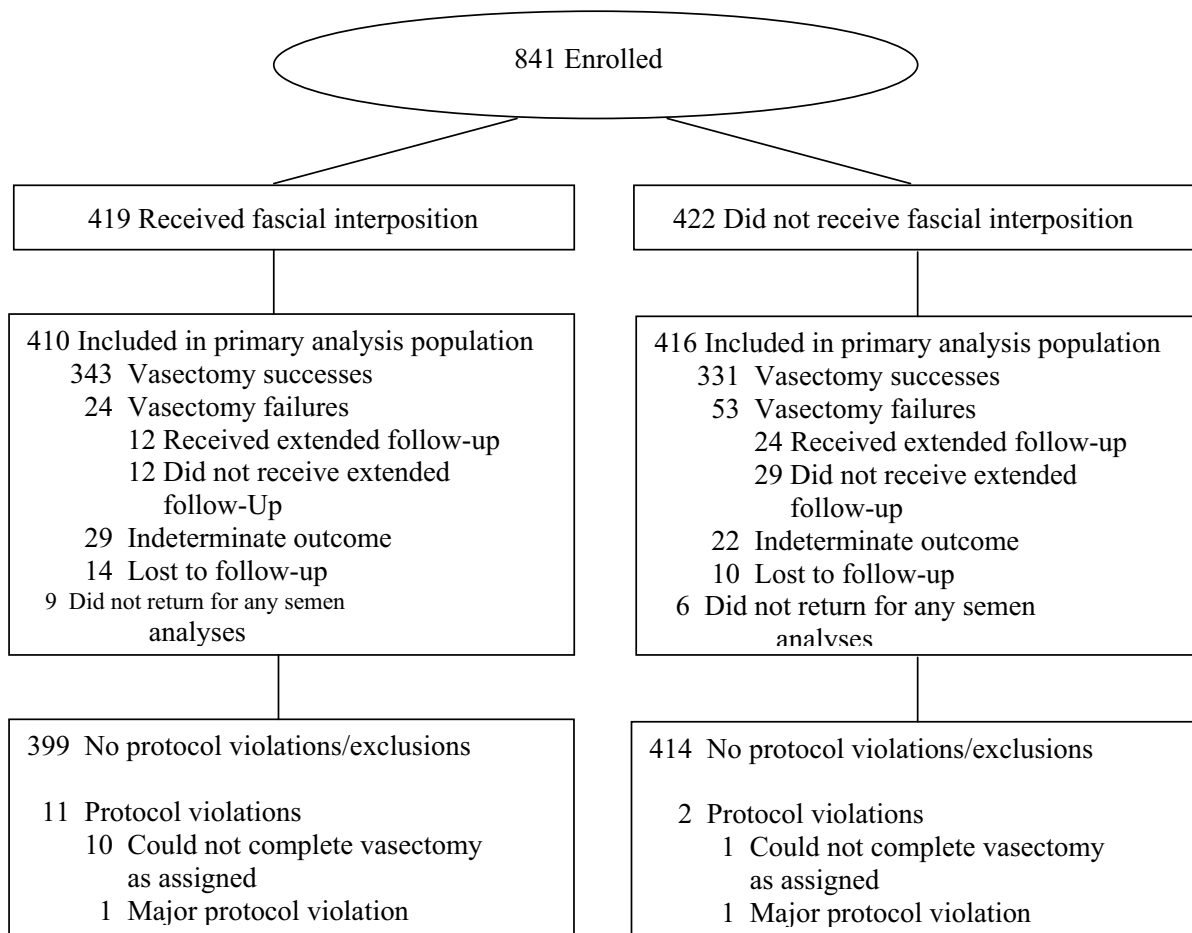 841 Enrolled
419 Received fascial interposition
422 Did not receive fascial interposition
410 Included in primary analysis population
343 Vasectomy successes
24 Vasectomy failures
12 Received extended follow-up
12 Did not receive extended
follow-Up
29 Indeterminate outcome
14 Lost to follow-up
9 Did not return for any semen
analyses
416 Included in primary analysis population
331 Vasectomy successes
53 Vasectomy failures
24 Received extended follow-up
29 Did not receive extended
follow-up
22 Indeterminate outcome
10 Lost to follow-up
6 Did not return for any semen
analyses
399 No protocol violations/exclusions
11 Protocol violations
10 Could not complete vasectomy
as assigned
1 Major protocol violation
414 No protocol violations/exclusions
2 Protocol violations
1 Could not complete vasectomy
as assigned
1 Major protocol violation